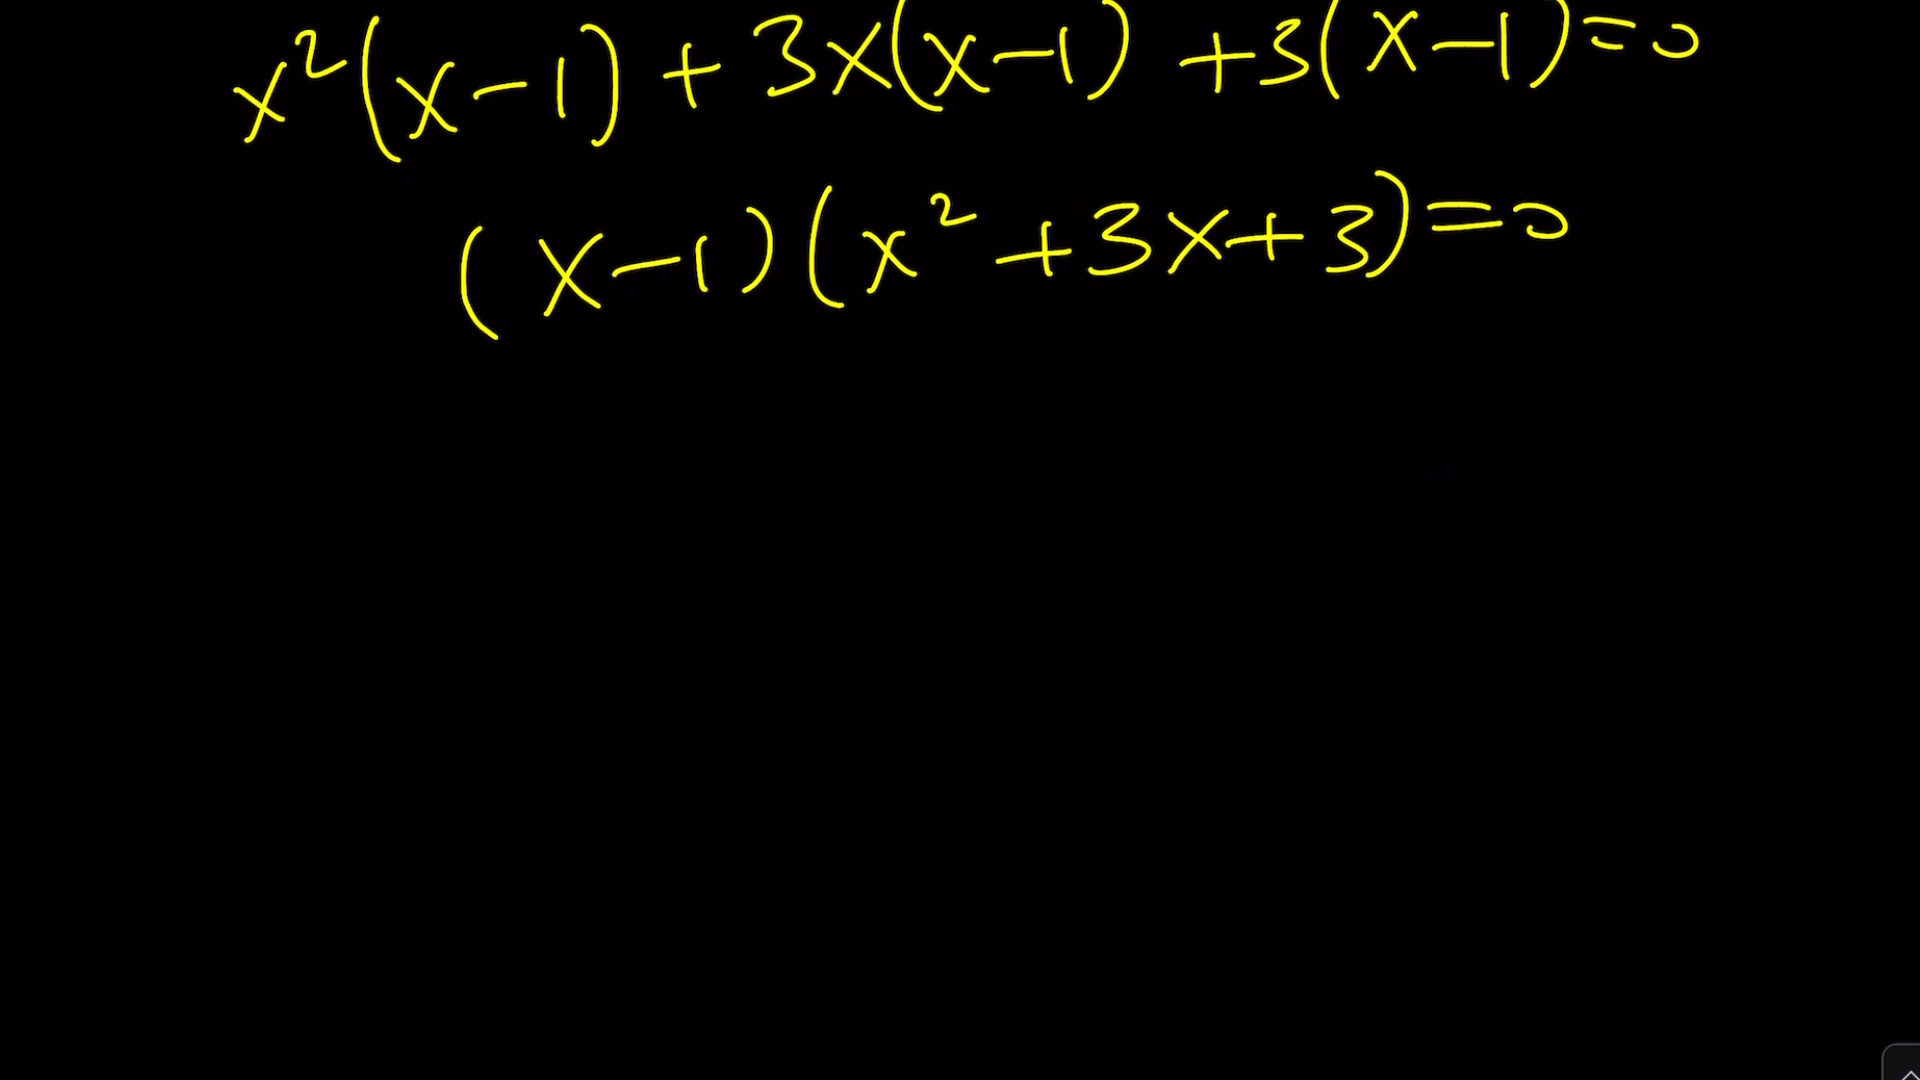 x²(x-1) + 3x(x-1) + 3(x-1) = 0
(x-1)(x² + 3x + 3) = 0